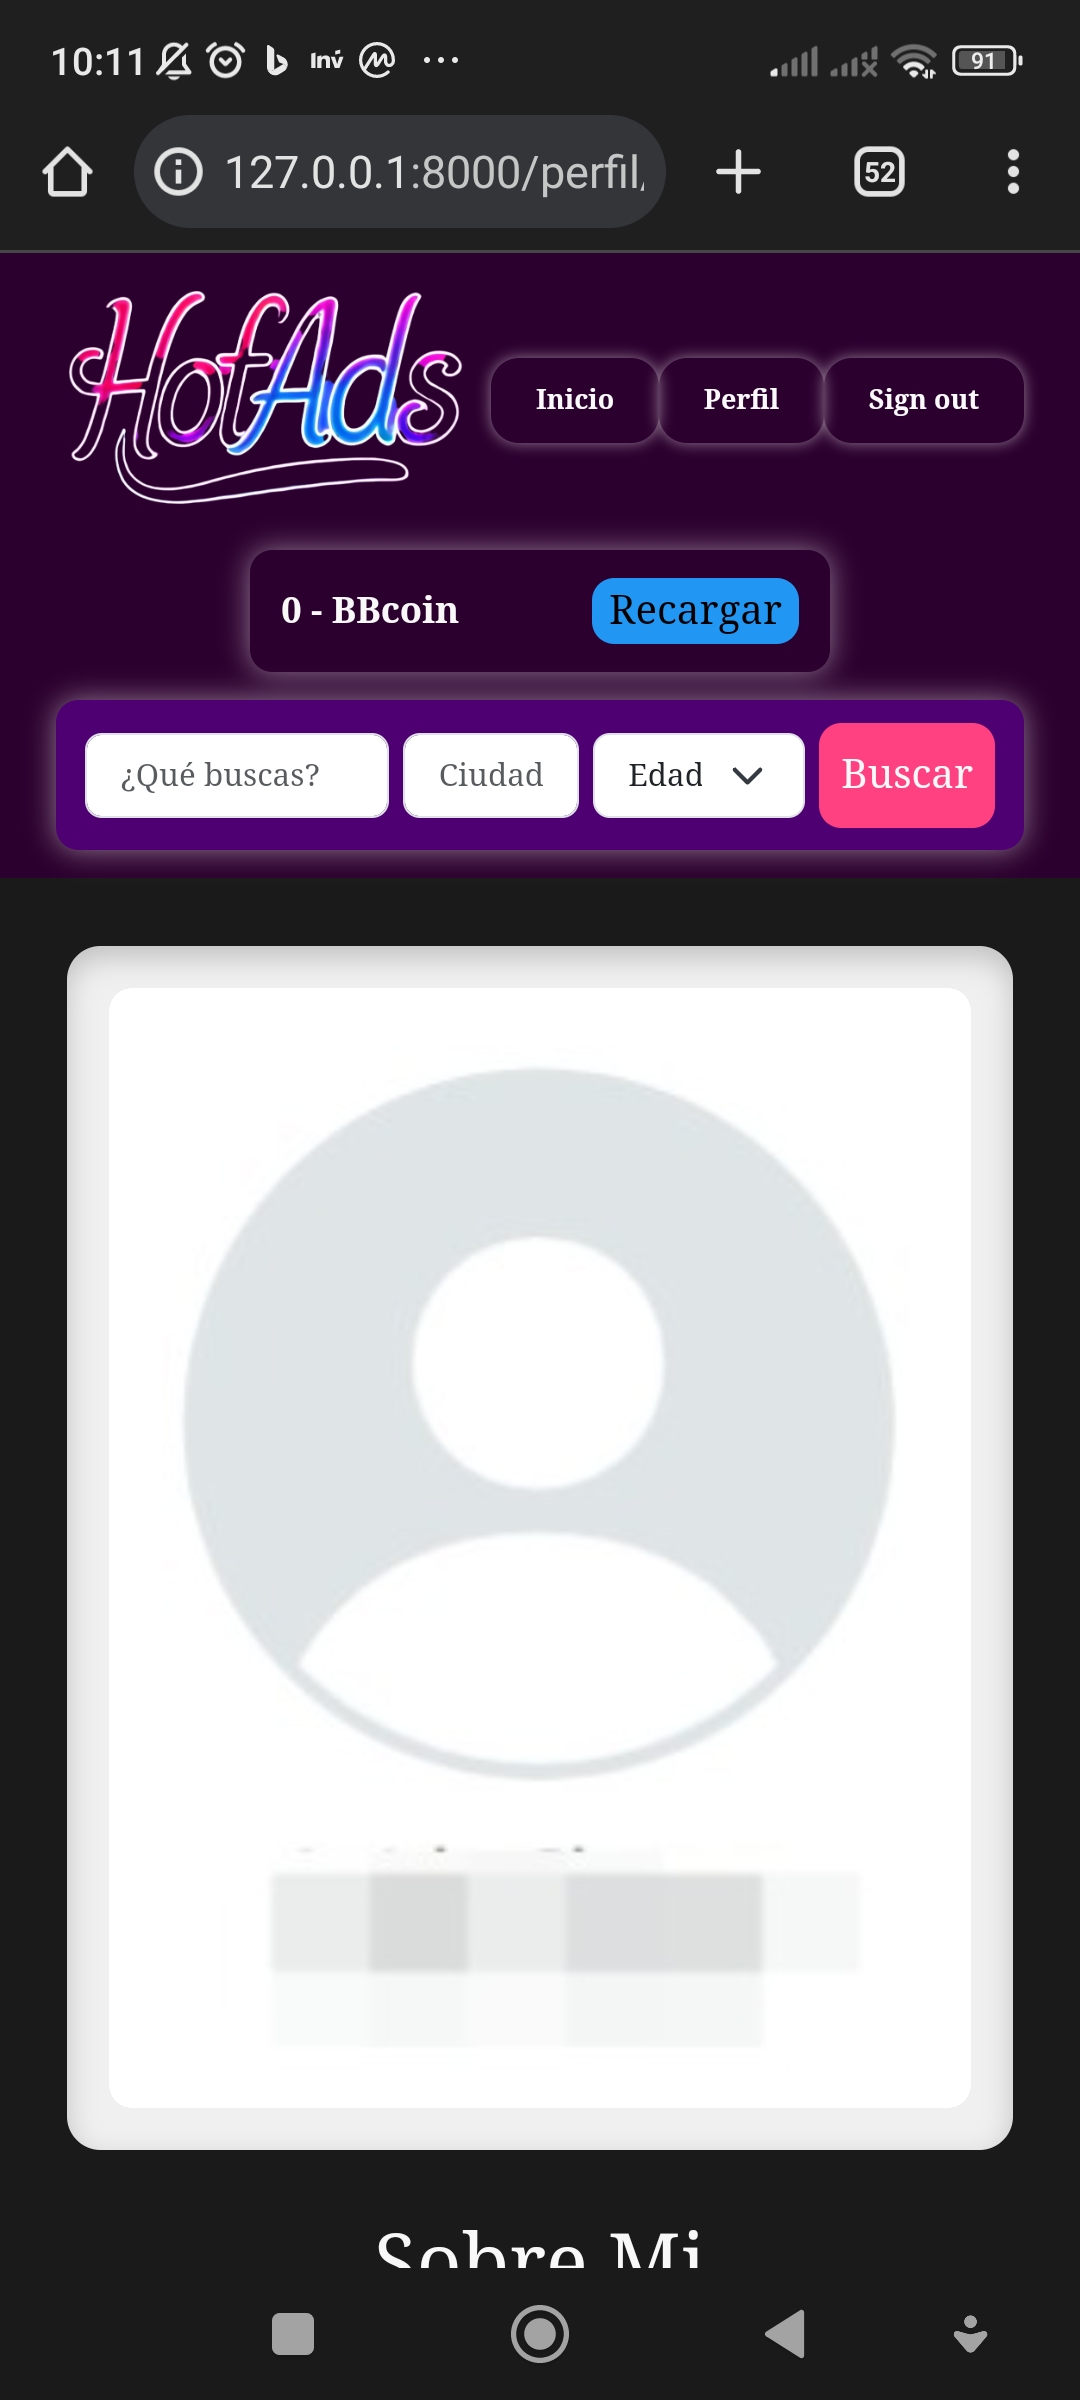 10:11 Inv 91
127.0.0.1:8000/perfil/
52
HotAds
Inicio Perfil Sign out
0 - BBcoin Recargar
¿Qué buscas? Ciudad Edad Buscar
Sobre Mi